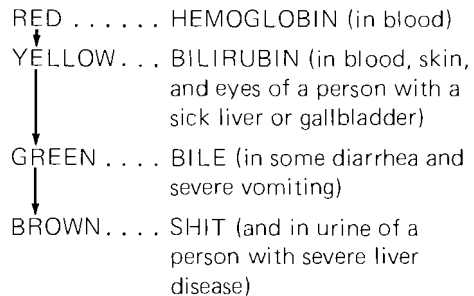 RED ...... HEMOGLOBIN (in blood)
YELLOW... BILIRUBIN (in blood, skin,
and eyes of a person with a
sick liver or gallbladder)
GREEN .... BILE (in some diarrhea and
severe vomiting)
BROWN.... SHIT (and in urine of a
person with severe liver
disease)